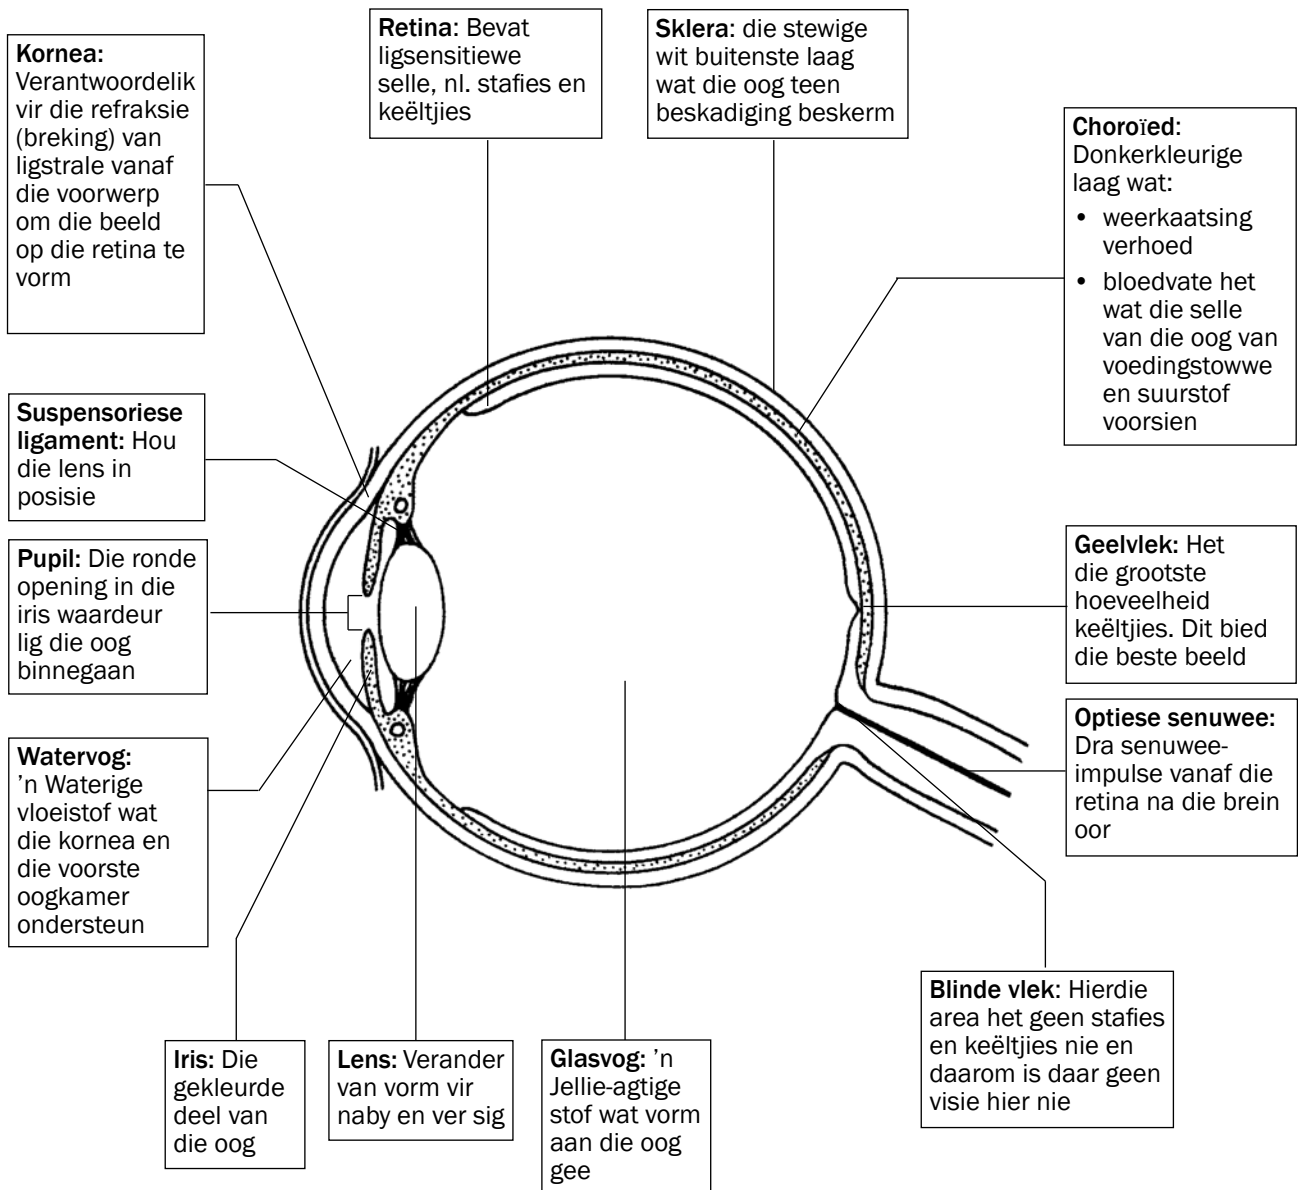 Kornea:
Verantwoordelik
vir die refraksie
(breking) van
ligstrale vanaf
die voorwerp
om die beeld
op die retina te
vorm
Retina: Bevat
ligsensitiewe
selle, nl. stafies en
keëltjies
Sklera: die stewige
wit buitenste laag
wat die oog teen
beskadiging beskerm
Choroïed:
Donkerkleurige
laag wat:
• weerkaatsing
verhoed
• bloedvate het
wat die selle
van die oog van
voedingstowwe
en suurstof
voorsien
Suspensoriese
ligament: Hou
die lens in
posisie
Pupil: Die ronde
opening in die
iris waardeur
lig die oog
binnegaan
Geelvlek: Het
die grootste
hoeveelheid
keëltjies. Dit bied
die beste beeld
Optiese senuwee:
Dra senuwee-
impulse vanaf die
retina na die brein
oor
Watervog:
'n Waterige
vloeistof wat
die kornea en
die voorste
oogkamer
ondersteun
Iris: Die
gekleurde
deel van
die oog
Lens: Verander
van vorm vir
naby en ver sig
Glasvog: 'n
Jellie-agtige
stof wat vorm
aan die oog
gee
Blinde vlek: Hierdie
area het geen stafies
en keëltjies nie en
daarom is daar geen
visie hier nie